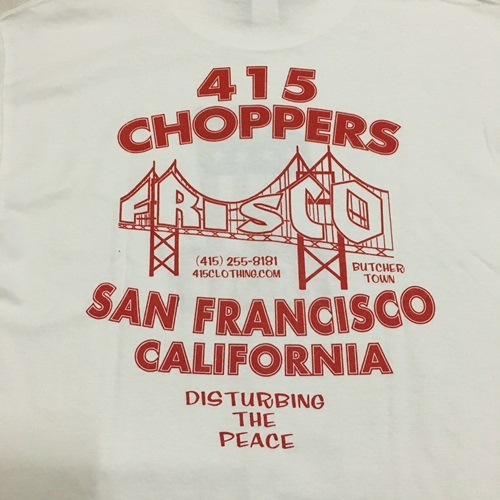 415
CHOPPERS
FRISCO
(415) 255-8181
415CLOTHING.COM
BUTCHER
TOWN
SAN FRANCISCO
CALIFORNIA
DISTURBING
THE
PEACE